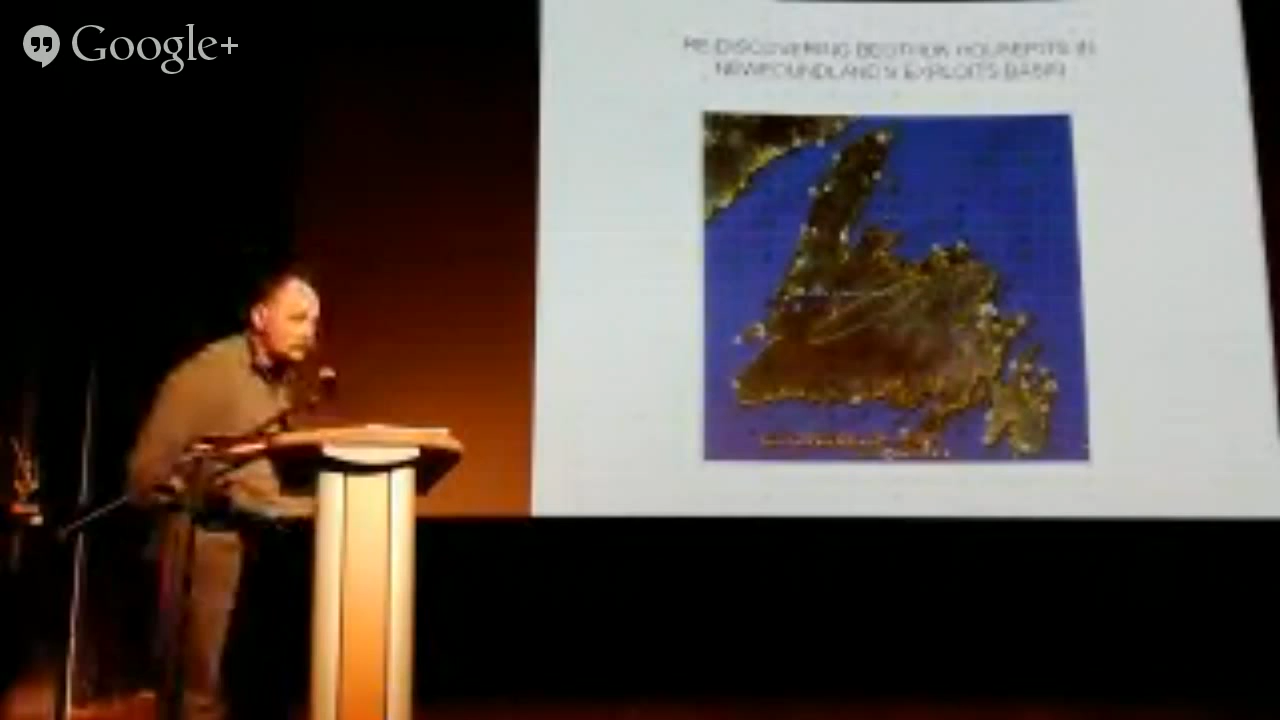 Google+
RE-DISCOVERING BEOTHUK HOUSEPITS IN
NEWFOUNDLAND'S EXPLOITS BASIN